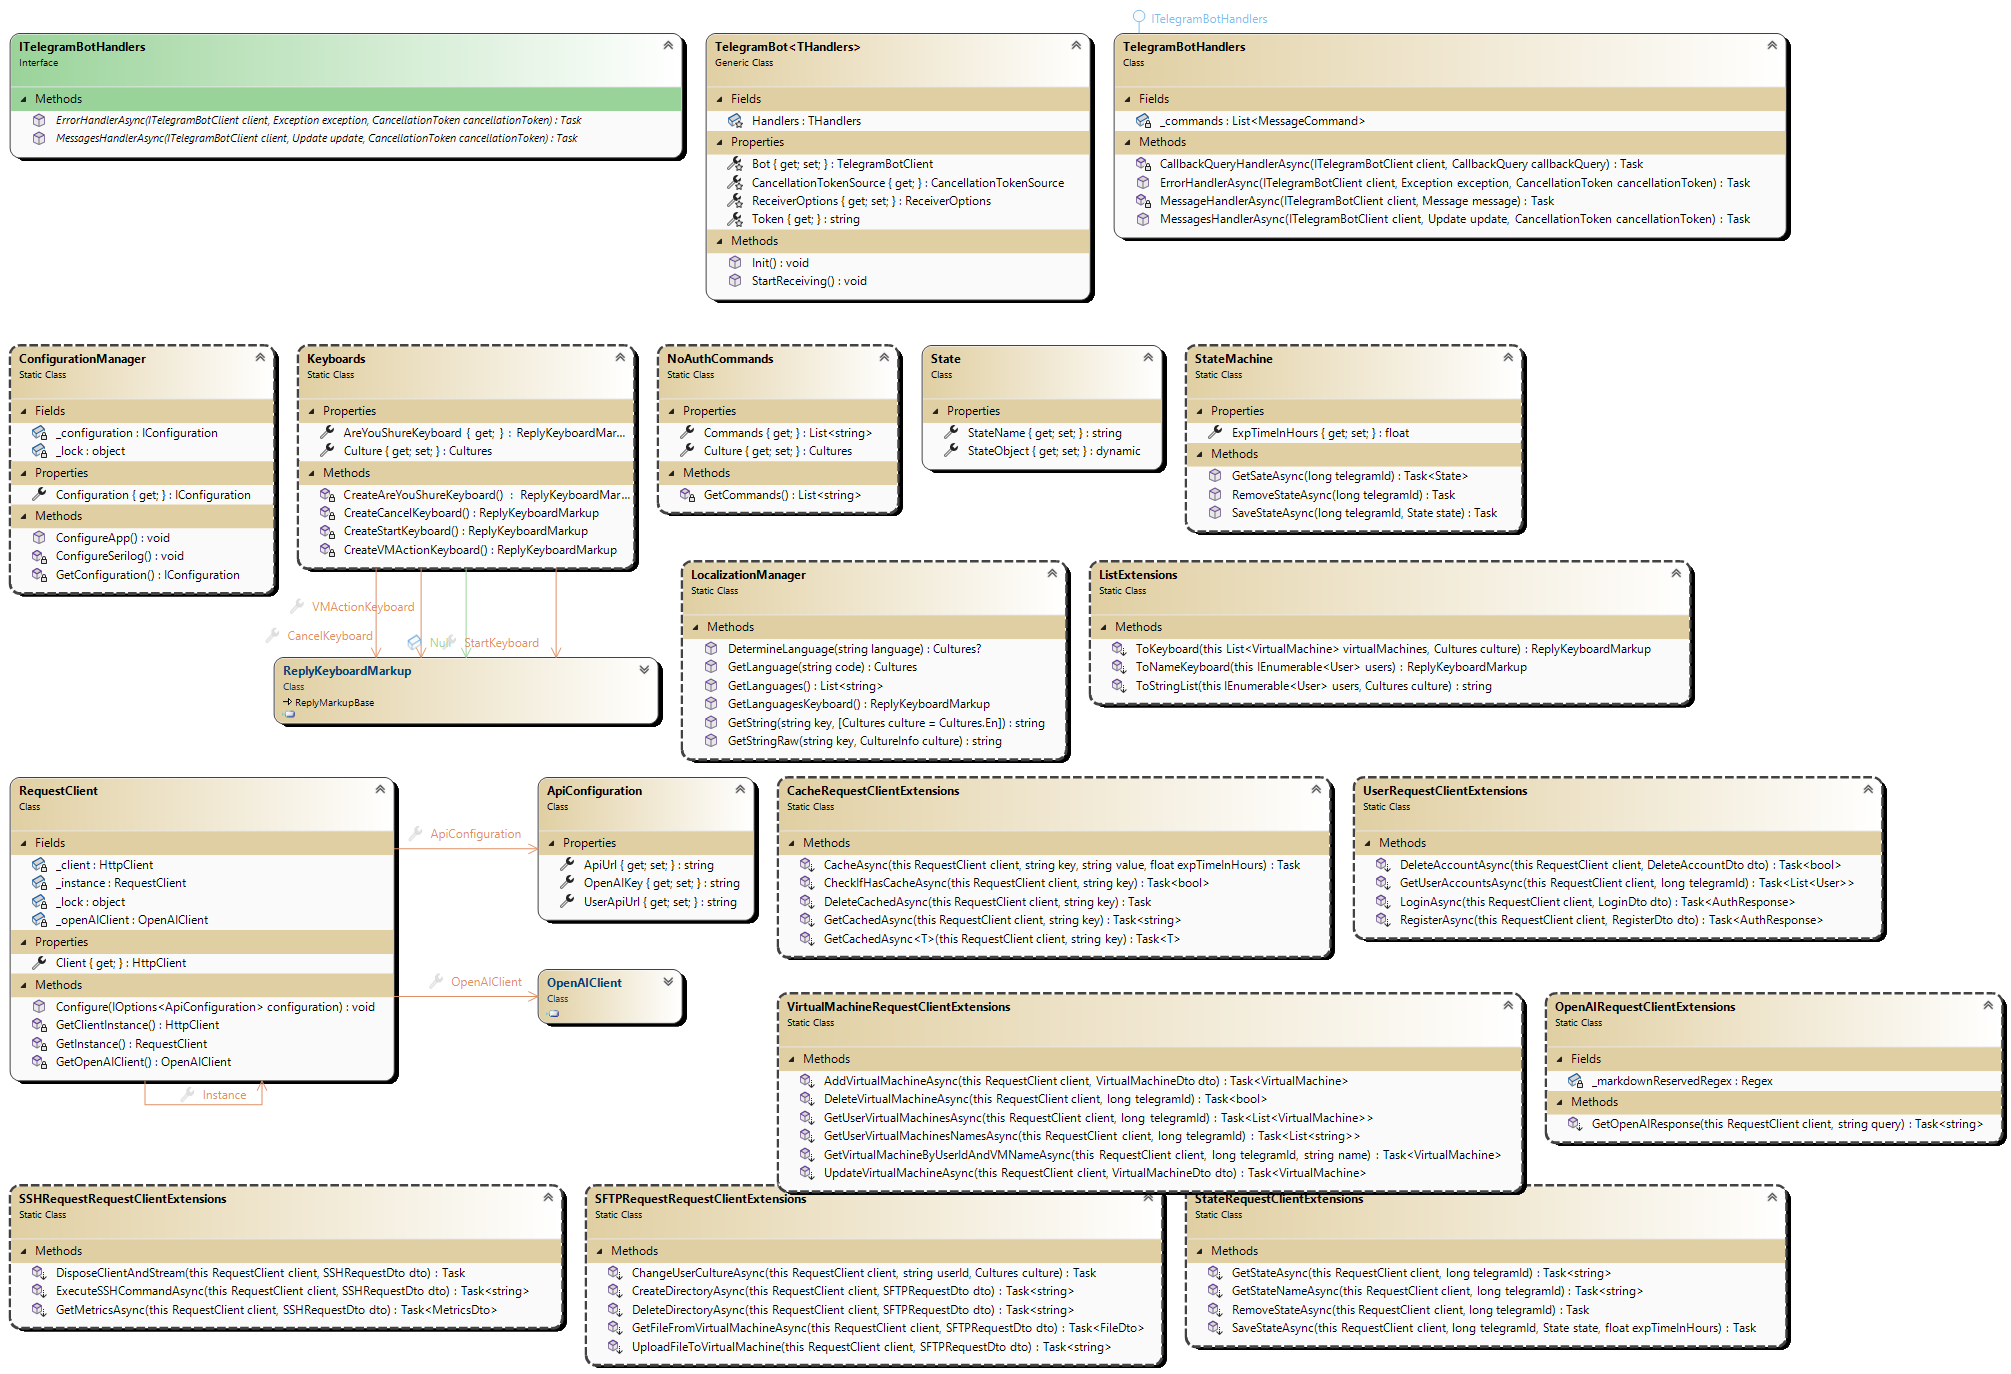 ITelegramBotHandlers
ITelegramBotHandlers
Interface
Methods
ErrorHandlerAsync(ITelegramBotClient client, Exception exception, CancellationToken cancellationToken) : Task
MessagesHandlerAsync(ITelegramBotClient client, Update update, CancellationToken cancellationToken) : Task
TelegramBot<THandlers>
Generic Class
Fields
Handlers : THandlers
Properties
Bot { get; set; } : TelegramBotClient
CancellationTokenSource { get; } : CancellationTokenSource
ReceiverOptions { get; set; } : ReceiverOptions
Token { get; } : string
Methods
Init() : void
StartReceiving() : void
TelegramBotHandlers
Class
Fields
_commands : List<MessageCommand>
Methods
CallbackQueryHandlerAsync(ITelegramBotClient client, CallbackQuery callbackQuery) : Task
ErrorHandlerAsync(ITelegramBotClient client, Exception exception, CancellationToken cancellationToken) : Task
MessageHandlerAsync(ITelegramBotClient client, Message message) : Task
MessagesHandlerAsync(ITelegramBotClient client, Update update, CancellationToken cancellationToken) : Task
ConfigurationManager
Static Class
Fields
_configuration : IConfiguration
_lock : object
Properties
Configuration { get; } : IConfiguration
Methods
ConfigureApp() : void
ConfigureSerilog() : void
GetConfiguration() : IConfiguration
Keyboards
Static Class
Properties
AreYouShureKeyboard { get; } : ReplyKeyboardMar...
Culture { get; set; } : Cultures
Methods
CreateAreYouShureKeyboard() : ReplyKeyboardMar...
CreateCancelKeyboard() : ReplyKeyboardMarkup
CreateStartKeyboard() : ReplyKeyboardMarkup
CreateVMActionKeyboard() : ReplyKeyboardMarkup
NoAuthCommands
Static Class
Properties
Commands { get; } : List<string>
Culture { get; set; } : Cultures
Methods
GetCommands() : List<string>
State
Class
Properties
StateName { get; set; } : string
StateObject { get; set; } : dynamic
StateMachine
Static Class
Properties
ExpTimeInHours { get; set; } : float
Methods
GetSateAsync(long telegramId) : Task<State>
RemoveStateAsync(long telegramId) : Task
SaveStateAsync(long telegramId, State state) : Task
VMActionKeyboard
CancelKeyboard
Null
StartKeyboard
ReplyKeyboardMarkup
Class
ReplyMarkupBase
LocalizationManager
Static Class
Methods
DetermineLanguage(string language) : Cultures?
GetLanguage(string code) : Cultures
GetLanguages() : List<string>
GetLanguagesKeyboard() : ReplyKeyboardMarkup
GetString(string key, [Cultures culture = Cultures.En]) : string
GetStringRaw(string key, CultureInfo culture) : string
ListExtensions
Static Class
Methods
ToKeyboard(this List<VirtualMachine> virtualMachines, Cultures culture) : ReplyKeyboardMarkup
ToNameKeyboard(this IEnumerable<User> users) : ReplyKeyboardMarkup
ToStringList(this IEnumerable<User> users, Cultures culture) : string
RequestClient
Class
Fields
_client : HttpClient
_instance : RequestClient
_lock : object
_openAIClient : OpenAIClient
Properties
Client { get; } : HttpClient
Methods
Configure(IOptions<ApiConfiguration> configuration) : void
GetClientInstance() : HttpClient
GetInstance() : RequestClient
GetOpenAIClient() : OpenAIClient
Instance
ApiConfiguration
OpenAIClient
ApiConfiguration
Class
Properties
ApiUrl { get; set; } : string
OpenAIKey { get; set; } : string
UserApiUrl { get; set; } : string
OpenAIClient
Class
CacheRequestClientExtensions
Static Class
Methods
CacheAsync(this RequestClient client, string key, string value, float expTimeInHours) : Task
CheckIfHasCacheAsync(this RequestClient client, string key) : Task<bool>
DeleteCachedAsync(this RequestClient client, string key) : Task
GetCachedAsync(this RequestClient client, string key) : Task<string>
GetCachedAsync<T>(this RequestClient client, string key) : Task<T>
UserRequestClientExtensions
Static Class
Methods
DeleteAccountAsync(this RequestClient client, DeleteAccountDto dto) : Task<bool>
GetUserAccountsAsync(this RequestClient client, long telegramId) : Task<List<User>>
LoginAsync(this RequestClient client, LoginDto dto) : Task<AuthResponse>
RegisterAsync(this RequestClient client, RegisterDto dto) : Task<AuthResponse>
VirtualMachineRequestClientExtensions
Static Class
Methods
AddVirtualMachineAsync(this RequestClient client, VirtualMachineDto dto) : Task<VirtualMachine>
DeleteVirtualMachineAsync(this RequestClient client, long telegramId) : Task<bool>
GetUserVirtualMachinesAsync(this RequestClient client, long telegramId) : Task<List<VirtualMachine>>
GetUserVirtualMachinesNamesAsync(this RequestClient client, long telegramId) : Task<List<string>>
GetVirtualMachineByUserIdAndVMNameAsync(this RequestClient client, long telegramId, string name) : Task<VirtualMachine>
UpdateVirtualMachineAsync(this RequestClient client, VirtualMachineDto dto) : Task<VirtualMachine>
OpenAIRequestClientExtensions
Static Class
Fields
_markdownReservedRegex : Regex
Methods
GetOpenAIResponse(this RequestClient client, string query) : Task<string>
SSHRequestRequestClientExtensions
Static Class
Methods
DisposeClientAndStream(this RequestClient client, SSHRequestDto dto) : Task
ExecuteSSHCommandAsync(this RequestClient client, SSHRequestDto dto) : Task<string>
GetMetricsAsync(this RequestClient client, SSHRequestDto dto) : Task<MetricsDto>
SFTPRequestRequestClientExtensions
Static Class
Methods
ChangeUserCultureAsync(this RequestClient client, string userId, Cultures culture) : Task
CreateDirectoryAsync(this RequestClient client, SFTPRequestDto dto) : Task<string>
DeleteDirectoryAsync(this RequestClient client, SFTPRequestDto dto) : Task<string>
GetFileFromVirtualMachineAsync(this RequestClient client, SFTPRequestDto dto) : Task<FileDto>
UploadFileToVirtualMachine(this RequestClient client, SFTPRequestDto dto) : Task<string>
StateRequestClientExtensions
Static Class
Methods
GetStateAsync(this RequestClient client, long telegramId) : Task<string>
GetStateNameAsync(this RequestClient client, long telegramId) : Task<string>
RemoveStateAsync(this RequestClient client, long telegramId) : Task
SaveStateAsync(this RequestClient client, long telegramId, State state, float expTimeInHours) : Task